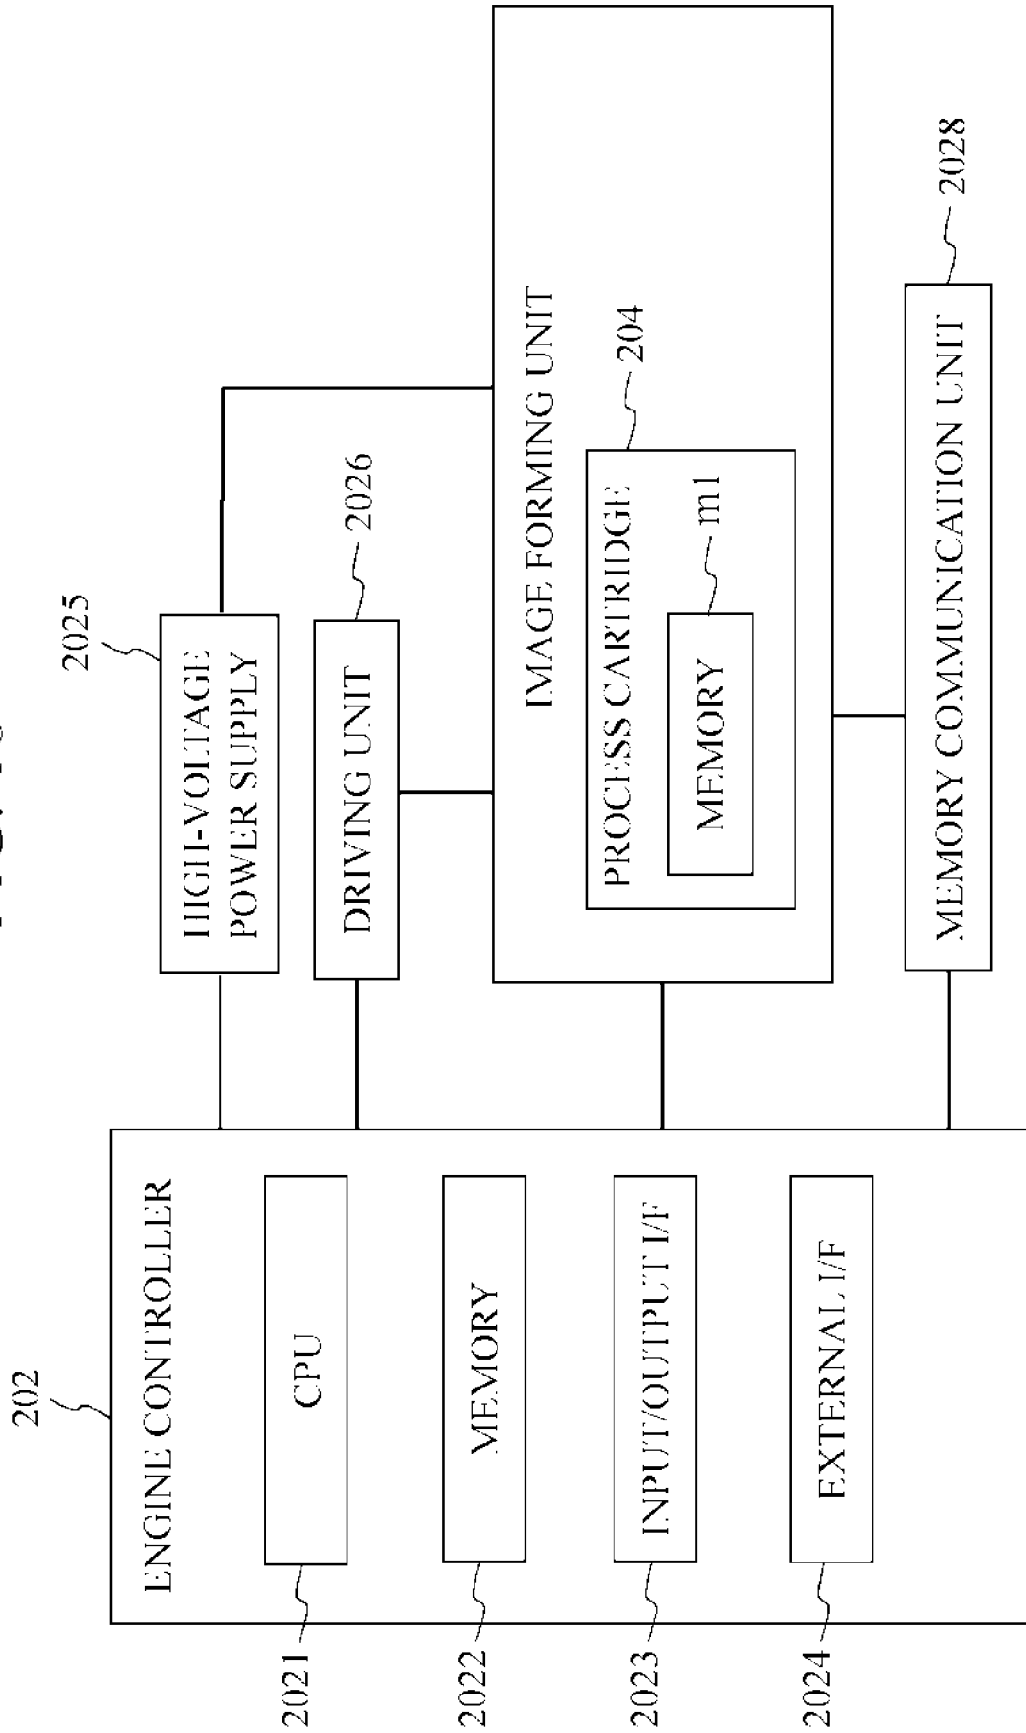 202
ENGINE CONTROLLER
2021
CPU
2022
MEMORY
2023
INPUT/OUTPUT I/F
2024
EXTERNAL I/F
2025
HIGH-VOLTAGE
POWER SUPPLY
2026
DRIVING UNIT
IMAGE FORMING UNIT
204
PROCESS CARTRIDGE
m1
MEMORY
2028
MEMORY COMMUNICATION UNIT